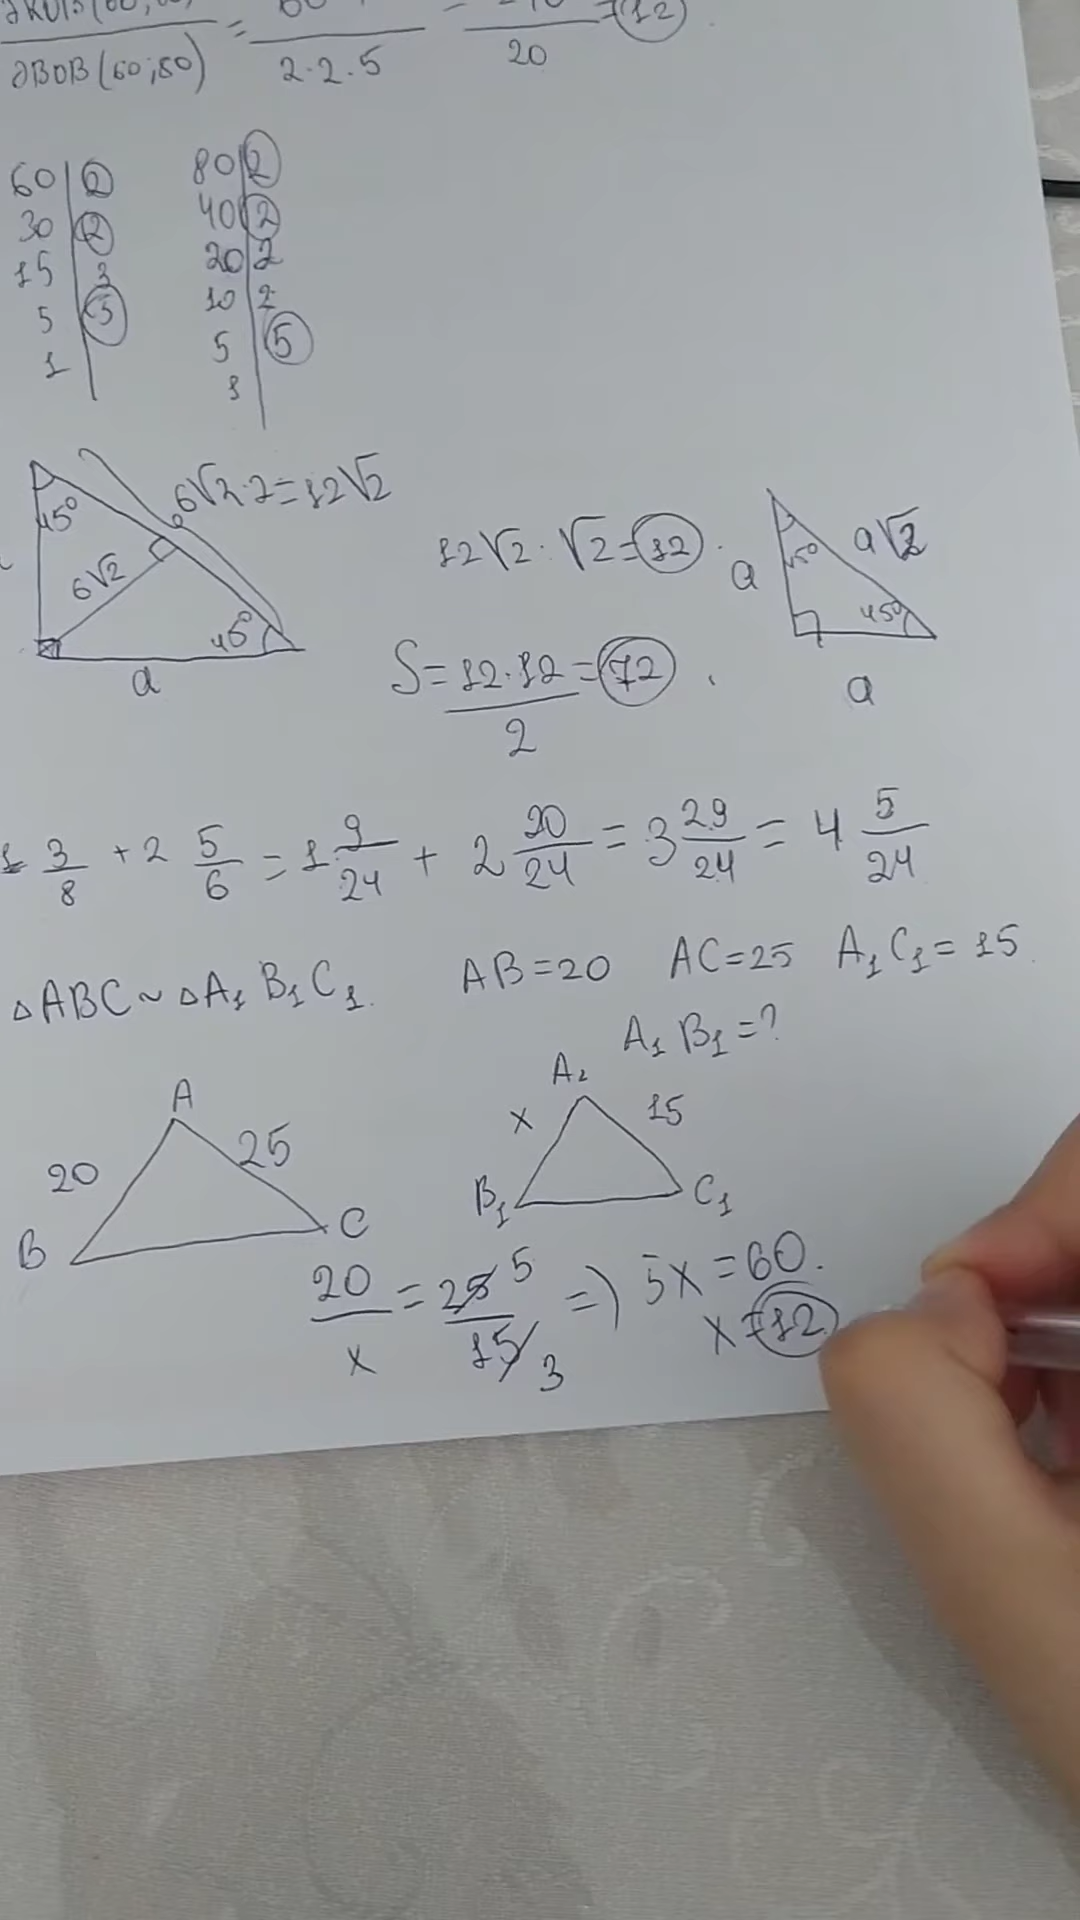 ƏBOB(60;80) = 2·2·5 20 =12
60 | 2
30 | 2
15 | 3
5 | 5
1
80 | 2
40 | 2
20 | 2
10 | 2
5 | 5
1
45° 6√2·2=12√2
6√2
45°
a
12√2 : √2=12.
S=12·12/2=72.
45° a√2
a
45°
a
1 3/8 + 2 5/6 = 1 9/24 + 2 20/24 = 3 29/24 = 4 5/24
△ABC~△A₁B₁C₁. AB=20 AC=25 A₁C₁=15
A₁B₁=?
A
20 25
B C
A₁
x 15
B₁ C₁
20/x = 25/15 5/3 => 5x=60.
x=12